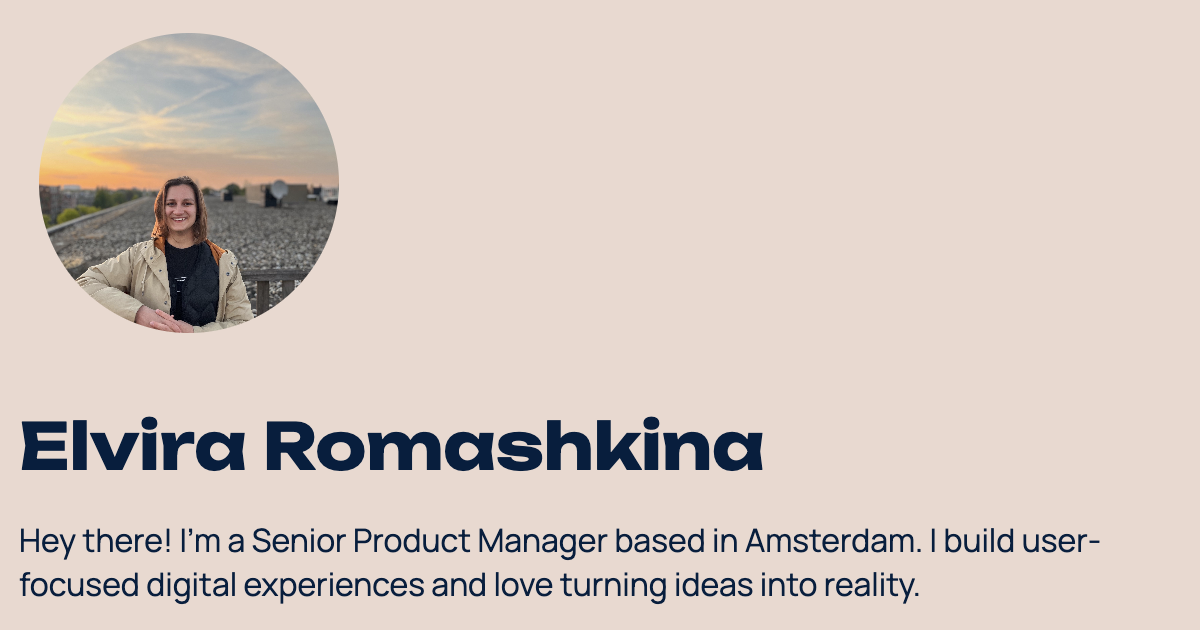 Elvira Romashkina
Hey there! I’m a Senior Product Manager based in Amsterdam. I build user-
focused digital experiences and love turning ideas into reality.